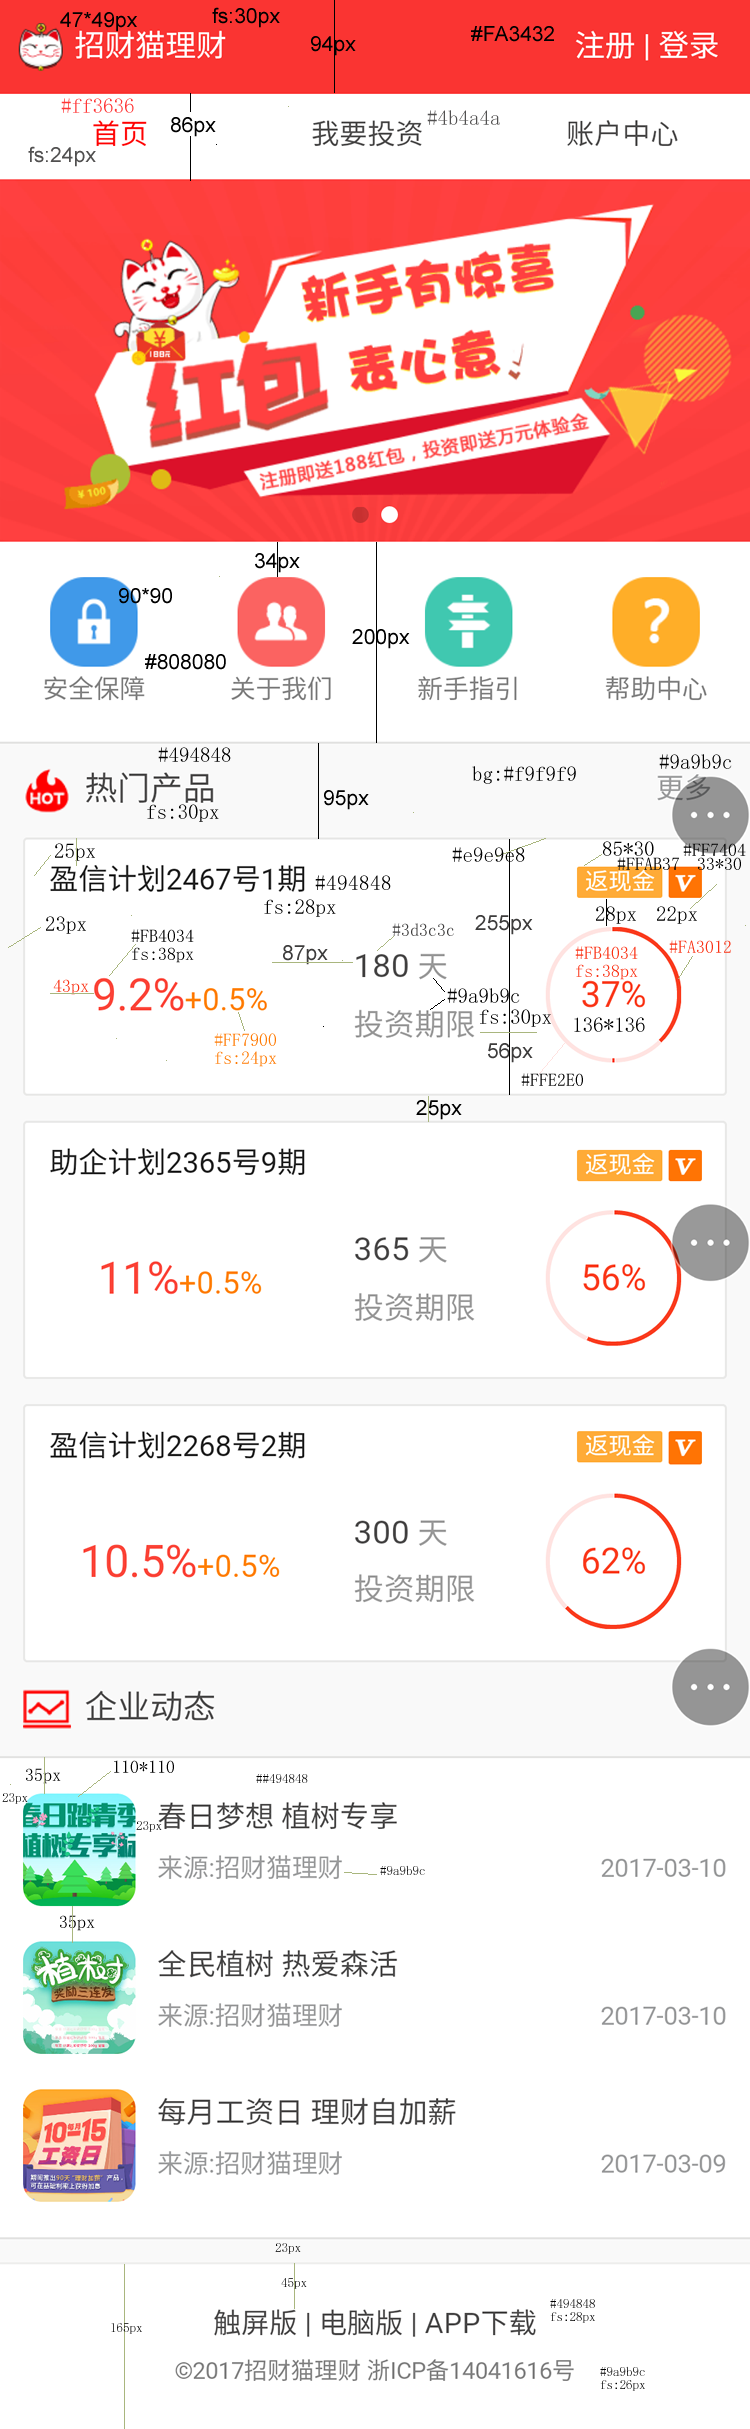 47*49px
fs:30px
94px
#FA3432
招财猫理财
注册 | 登录
#ff3636
首页
fs:24px
86px
我要投资
#4b4a4a
账户中心
新手有惊喜
红包
表心意
¥
188元
注册即送188红包，投资即送万元体验金
¥100
34px
90*90
200px
#808080
安全保障
关于我们
新手指引
帮助中心
#494848
HOT
热门产品
fs:30px
95px
bg:#f9f9f9
#9a9b9c
更多
25px
盈信计划2467号1期
#494848
fs:28px
#e9e9e8
85*30
#FFAB37
#FF7404
33*30
返现金
V
23px
#FB4034
fs:38px
87px
#3d3c3c
255px
28px
22px
#FB4034
fs:38px
#FA3012
43px
9.2%+0.5%
180 天
#9a9b9c
fs:30px
37%
136*136
#FF7900
fs:24px
投资期限
56px
#FFE2E0
25px
助企计划2365号9期
返现金
V
11%+0.5%
365 天
投资期限
56%
盈信计划2268号2期
返现金
V
10.5%+0.5%
300 天
投资期限
62%
企业动态
35px
110*110
##494848
23px
23px
春日踏青季
植树专享标
春日梦想 植树专享
来源:招财猫理财
#9a9b9c
2017-03-10
35px
植树
奖励三连发
全民植树 热爱森活
来源:招财猫理财
2017-03-10
10每月15
工资日
每月工资日 理财自加薪
来源:招财猫理财
2017-03-09
23px
45px
165px
触屏版 | 电脑版 | APP下载
#494848
fs:28px
©2017招财猫理财 浙ICP备14041616号
#9a9b9c
fs:26px